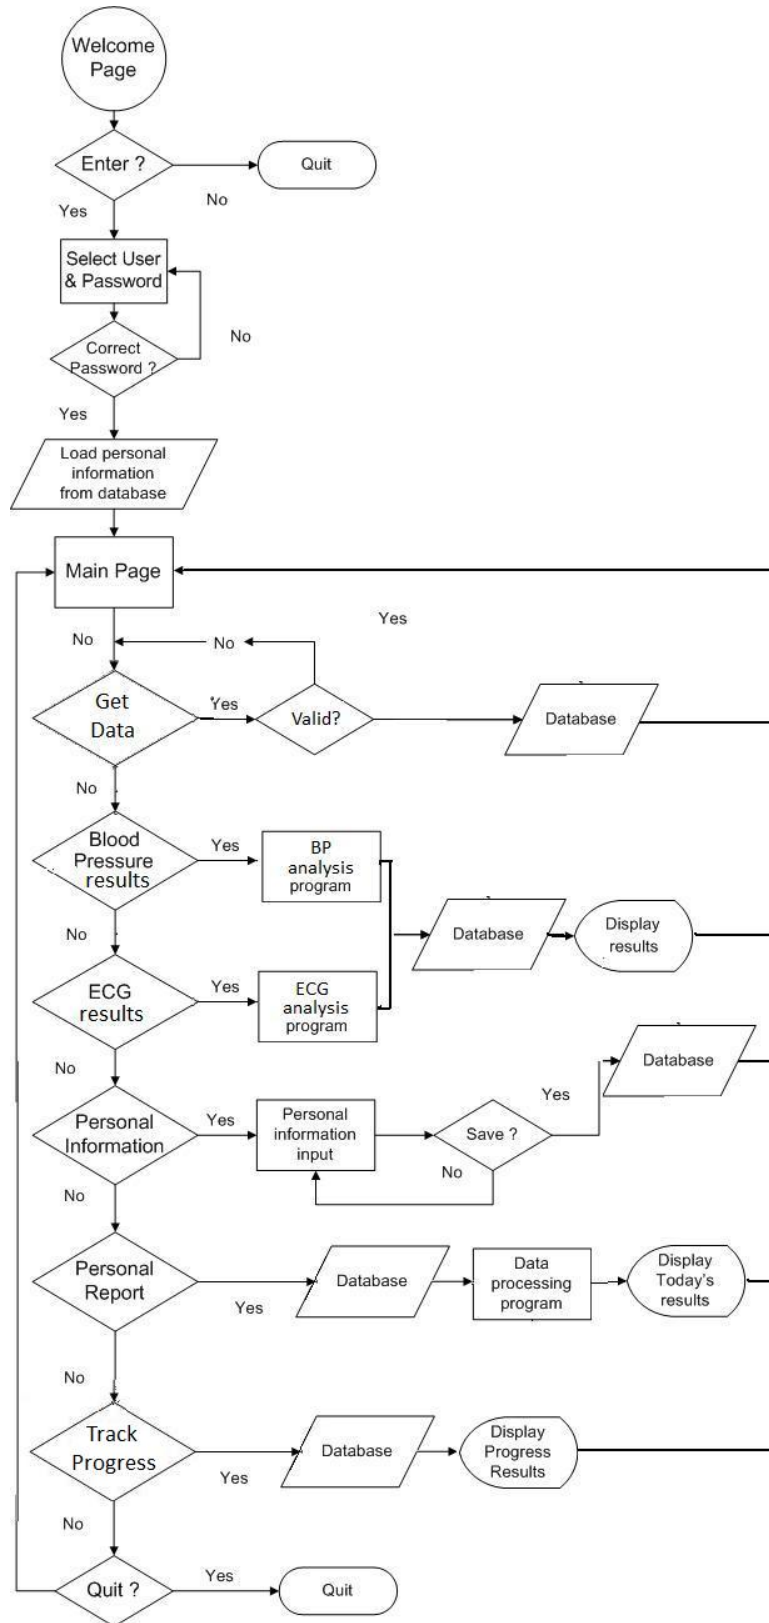 Welcome
Page
Enter ?
Quit
No
Yes
Select User
& Password
No
Correct
Password ?
Yes
Load personal
information
from database
Main Page
Yes
No
No
Get
Data
Yes
Valid?
Database
No
Blood
Pressure
results
Yes
BP
analysis
program
No
Database
Display
results
ECG
results
Yes
ECG
analysis
program
No
Database
Yes
Personal
Information
Yes
Personal
information
input
Save ?
No
No
Personal
Report
Yes
Database
Data
processing
program
Display
Today's
results
No
Track
Progress
Yes
Database
Display
Progress
Results
No
Quit ?
Yes
Quit